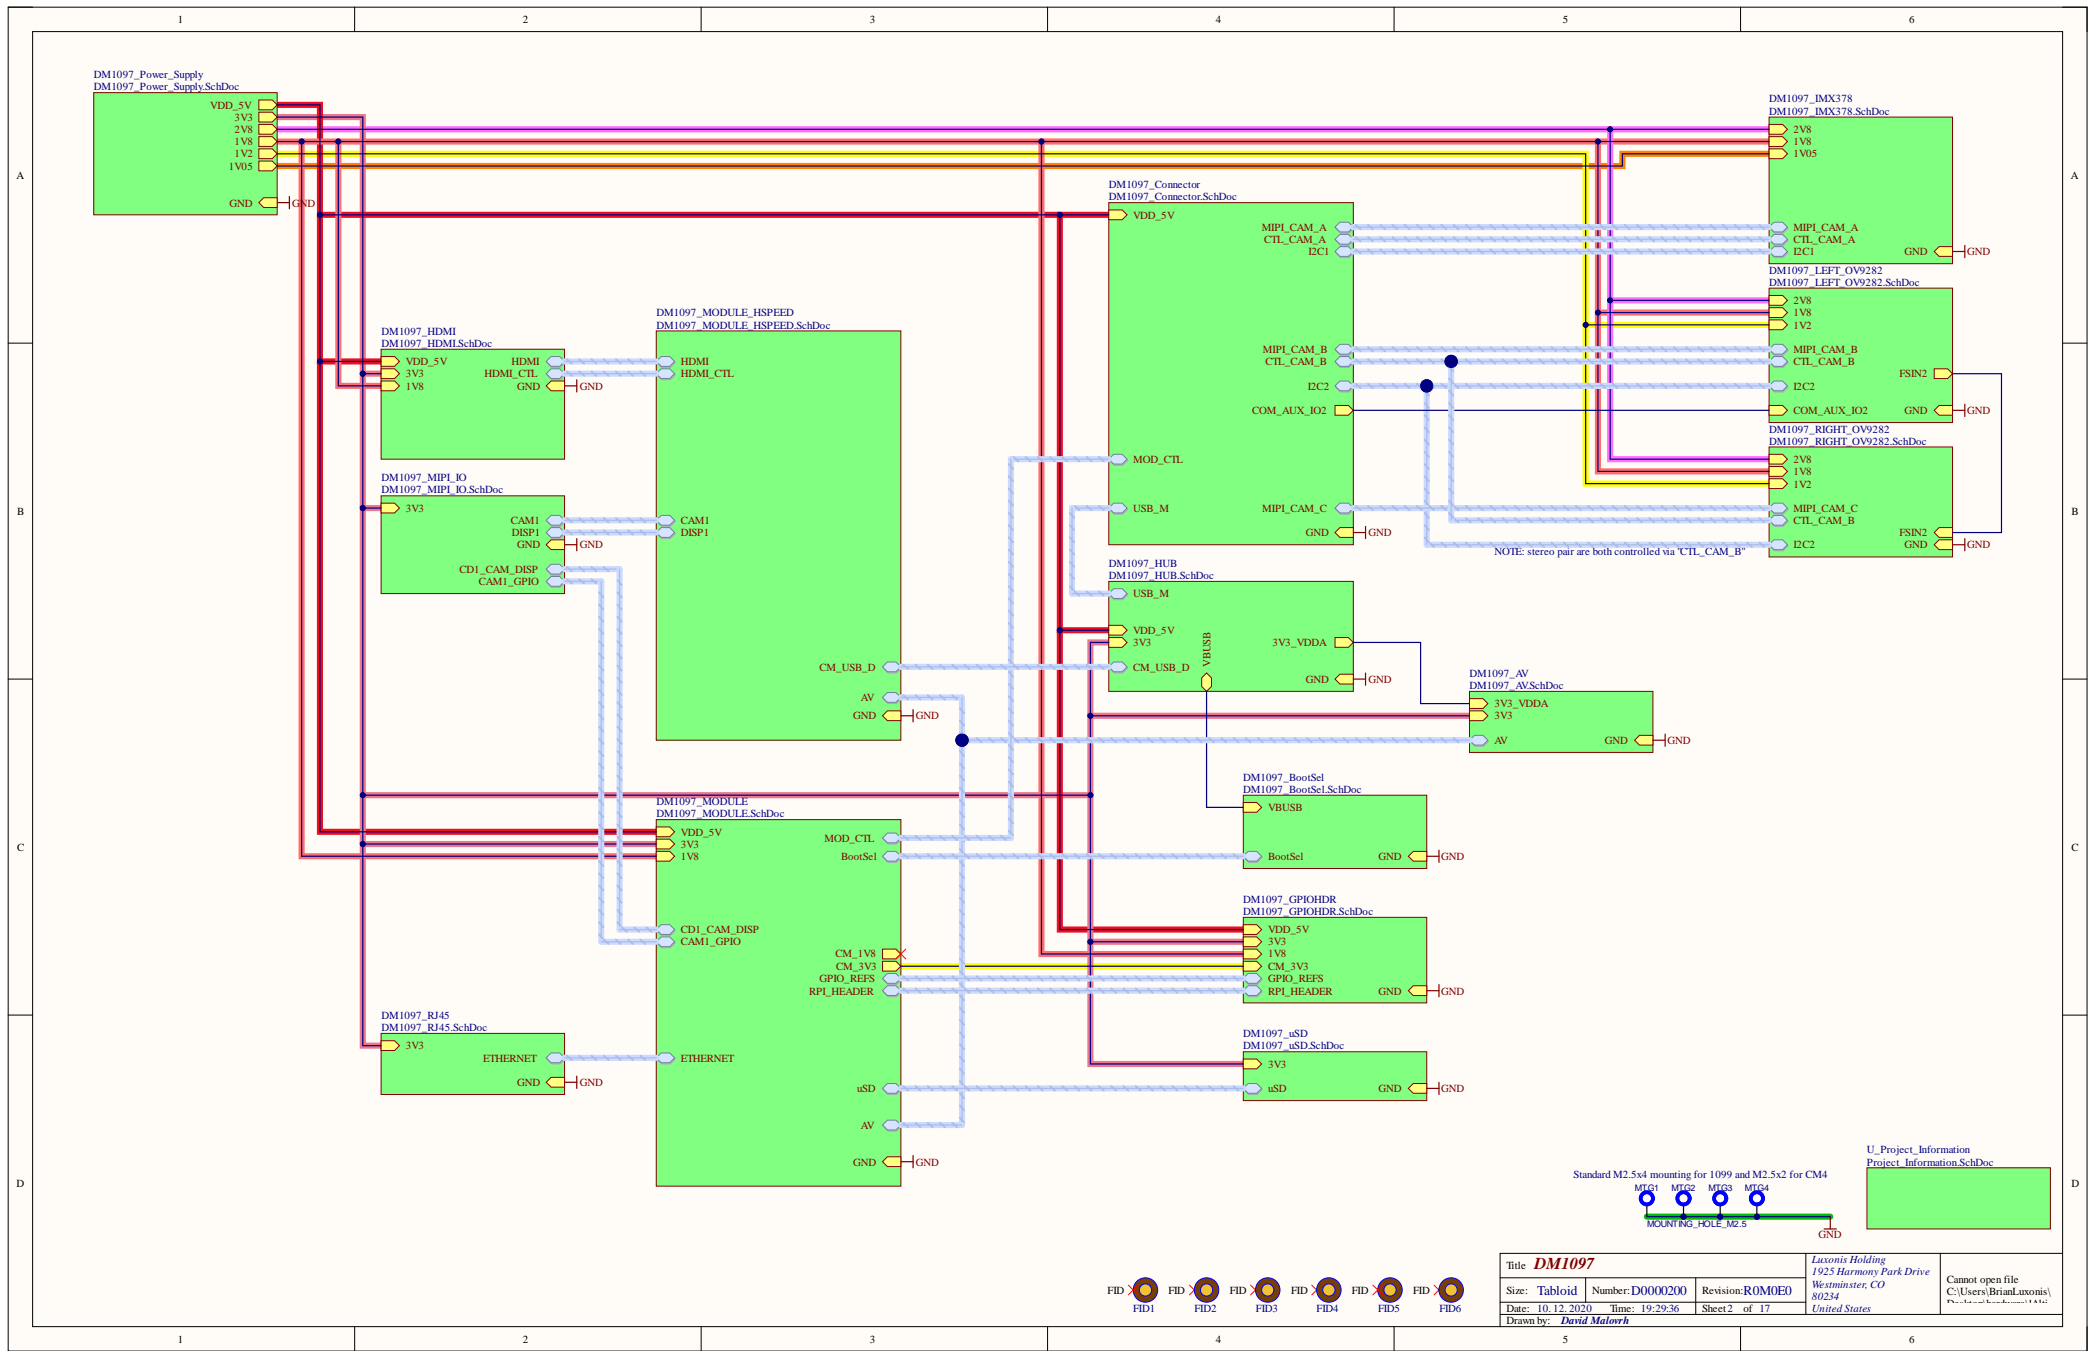 1 2 3 4 5 6
A A
B B
C C
D D
DM1097_Power_Supply
DM1097_Power_Supply.SchDoc
VDD_5V
3V3
2V8
1V8
1V2
1V05
GND GND
DM1097_HDMI
DM1097_HDMI.SchDoc
VDD_5V HDMI
3V3 HDMI_CTL
1V8 GND GND
DM1097_MIPI_IO
DM1097_MIPI_IO.SchDoc
3V3
CAM1
DISP1
GND GND
CD1_CAM_DISP
CAM1_GPIO
DM1097_RJ45
DM1097_RJ45.SchDoc
3V3
ETHERNET
GND GND
DM1097_MODULE_HSPEED
DM1097_MODULE_HSPEED.SchDoc
HDMI
HDMI_CTL
CAM1
DISP1
CM_USB_D
AV
GND GND
DM1097_MODULE
DM1097_MODULE.SchDoc
VDD_5V
3V3
1V8
MOD_CTL
BootSel
CD1_CAM_DISP
CAM1_GPIO
CM_1V8
CM_3V3
GPIO_REFS
RPI_HEADER
ETHERNET
uSD
AV
GND GND
DM1097_Connector
DM1097_Connector.SchDoc
VDD_5V
MIPI_CAM_A
CTL_CAM_A
I2C1
MIPI_CAM_B
CTL_CAM_B
I2C2
COM_AUX_IO2
MOD_CTL
USB_M MIPI_CAM_C
GND GND
DM1097_HUB
DM1097_HUB.SchDoc
USB_M
VDD_5V
3V3 3V3_VDDA
VBUSB
CM_USB_D
GND GND
DM1097_AV
DM1097_AV.SchDoc
3V3_VDDA
3V3
AV GND GND
DM1097_BootSel
DM1097_BootSel.SchDoc
VBUSB
BootSel GND GND
DM1097_GPIOHDR
DM1097_GPIOHDR.SchDoc
VDD_5V
3V3
1V8
CM_3V3
GPIO_REFS
RPI_HEADER GND GND
DM1097_uSD
DM1097_uSD.SchDoc
3V3
uSD GND GND
DM1097_IMX378
DM1097_IMX378.SchDoc
2V8
1V8
1V05
MIPI_CAM_A
CTL_CAM_A
I2C1 GND GND
DM1097_LEFT_OV9282
DM1097_LEFT_OV9282.SchDoc
2V8
1V8
1V2
MIPI_CAM_B
CTL_CAM_B
FSIN2
I2C2
COM_AUX_IO2 GND GND
DM1097_RIGHT_OV9282
DM1097_RIGHT_OV9282.SchDoc
2V8
1V8
1V2
MIPI_CAM_C
CTL_CAM_B
FSIN2
I2C2 GND GND
NOTE: stereo pair are both controlled via "CTL_CAM_B"
U_Project_Information
Project_Information.SchDoc
Standard M2.5x4 mounting for 1099 and M2.5x2 for CM4
MTG1 MTG2 MTG3 MTG4
MOUNTING_HOLE_M2.5
GND
FID FID FID FID FID FID
FID1 FID2 FID3 FID4 FID5 FID6
Title DM1097
Size: Tabloid Number: D0000200 Revision: R0M0E0
Date: 10. 12. 2020 Time: 19:29:36 Sheet 2 of 17
Drawn by: David Malovrh
Luxonis Holding
1925 Harmony Park Drive
Westminster, CO
80234
United States
Cannot open file
C:\Users\BrianLuxonis\
1 2 3 4 5 6